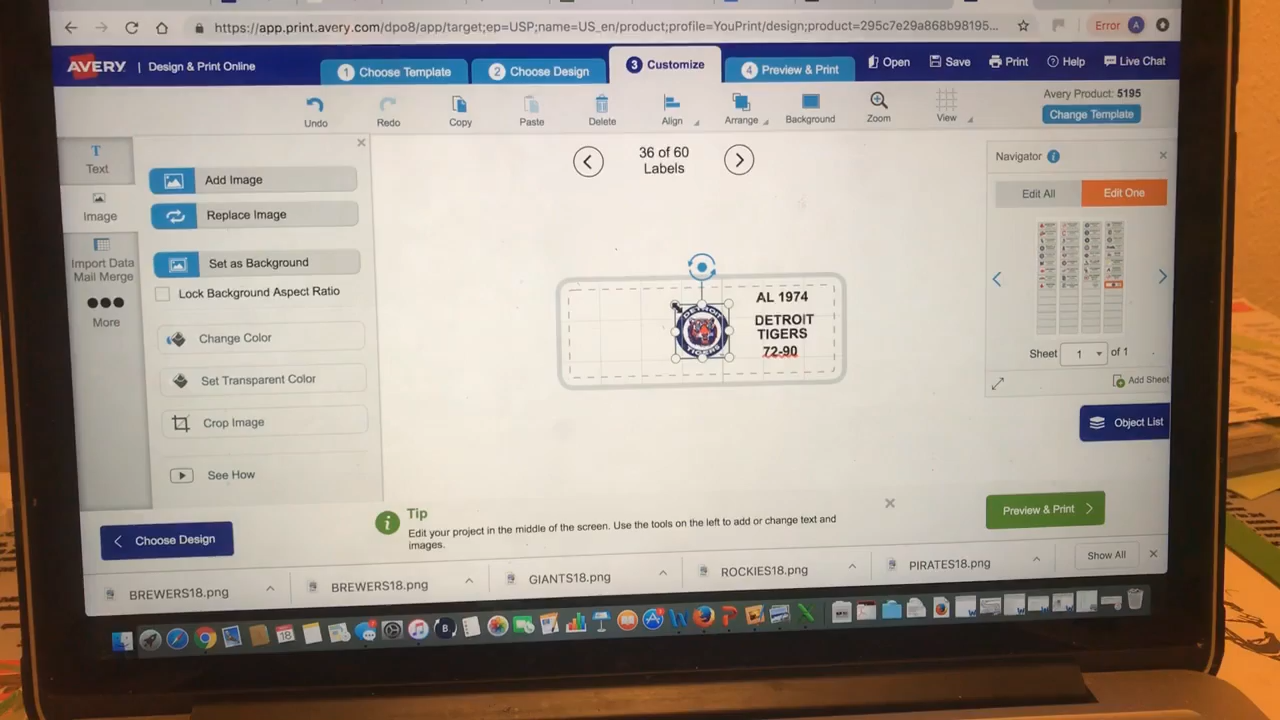 https://app.print.avery.com/dpo8/app/target;ep=USP;name=US_en/product;profile=YouPrint/design;product=295c7e29a868b98195...
Error A
AVERY | Design & Print Online
1 Choose Template
2 Choose Design
3 Customize
4 Preview & Print
Open
Save
Print
Help
Live Chat
Undo
Redo
Copy
Paste
Delete
Align
Arrange
Background
Zoom
View
Avery Product: 5195
Change Template
T
Text
Image
Import Data
Mail Merge
More
Add Image
Replace Image
Set as Background
Lock Background Aspect Ratio
Change Color
Set Transparent Color
Crop Image
See How
36 of 60
Labels
DETROIT
TIGERS
AL 1974
DETROIT
TIGERS
72-90
Navigator
Edit All
Edit One
Sheet 1 of 1
Add Sheet
Object List
Tip
Edit your project in the middle of the screen. Use the tools on the left to add or change text and
images.
Choose Design
Preview & Print
BREWERS18.png
BREWERS18.png
GIANTS18.png
ROCKIES18.png
PIRATES18.png
Show All
18